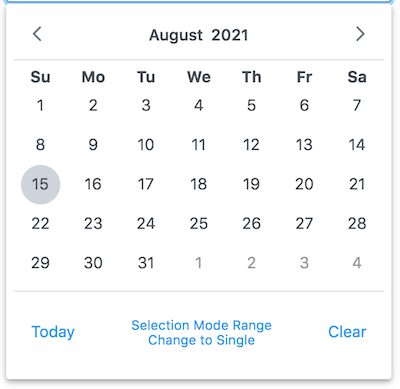 August 2021
Su Mo Tu We Th Fr Sa
1 2 3 4 5 6 7
8 9 10 11 12 13 14
15 16 17 18 19 20 21
22 23 24 25 26 27 28
29 30 31 1 2 3 4
Today Selection Mode Range Clear
Change to Single